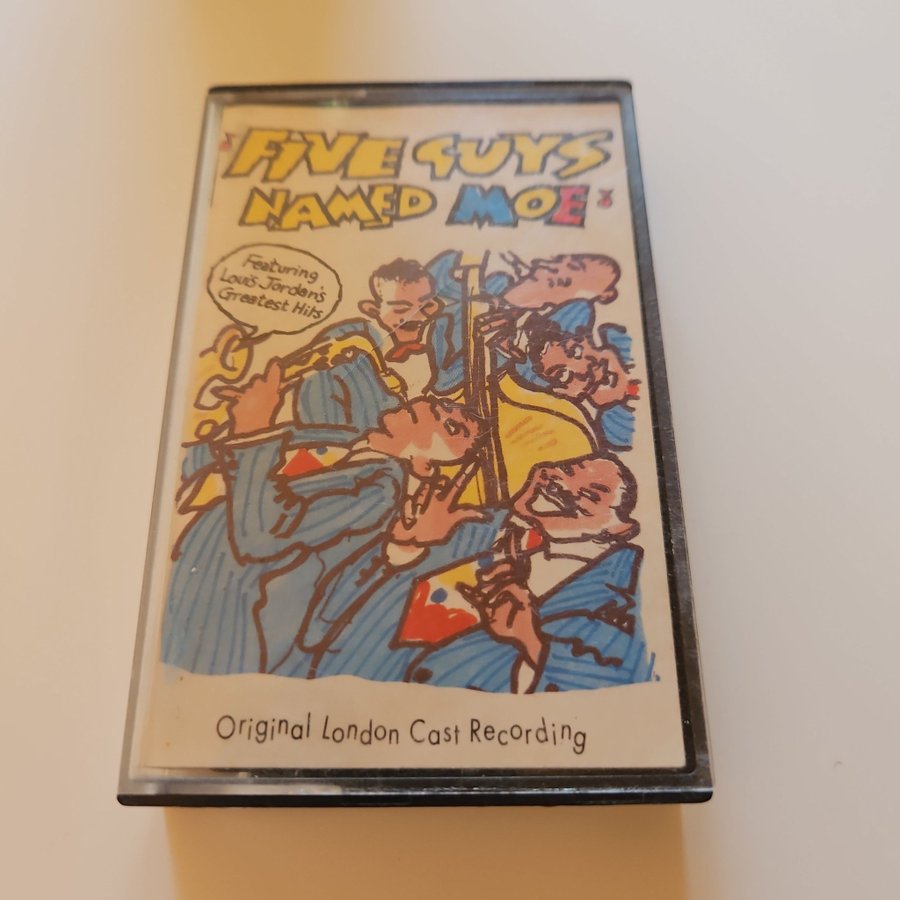 FIVE GUYS
NAMED MOE
Featuring
Louis Jordan's
Greatest Hits
Original London Cast Recording